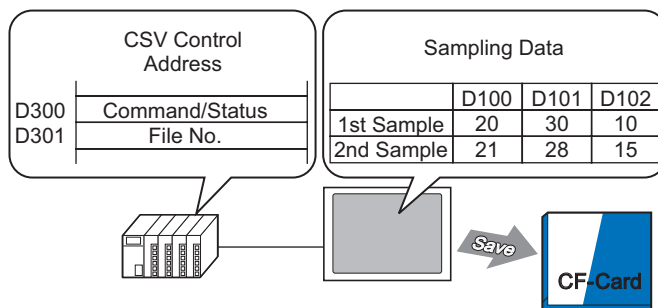 CSV Control
Address
D300 Command/Status
D301 File No.
Sampling Data
D100 D101 D102
1st Sample 20 30 10
2nd Sample 21 28 15
Save
CF-Card